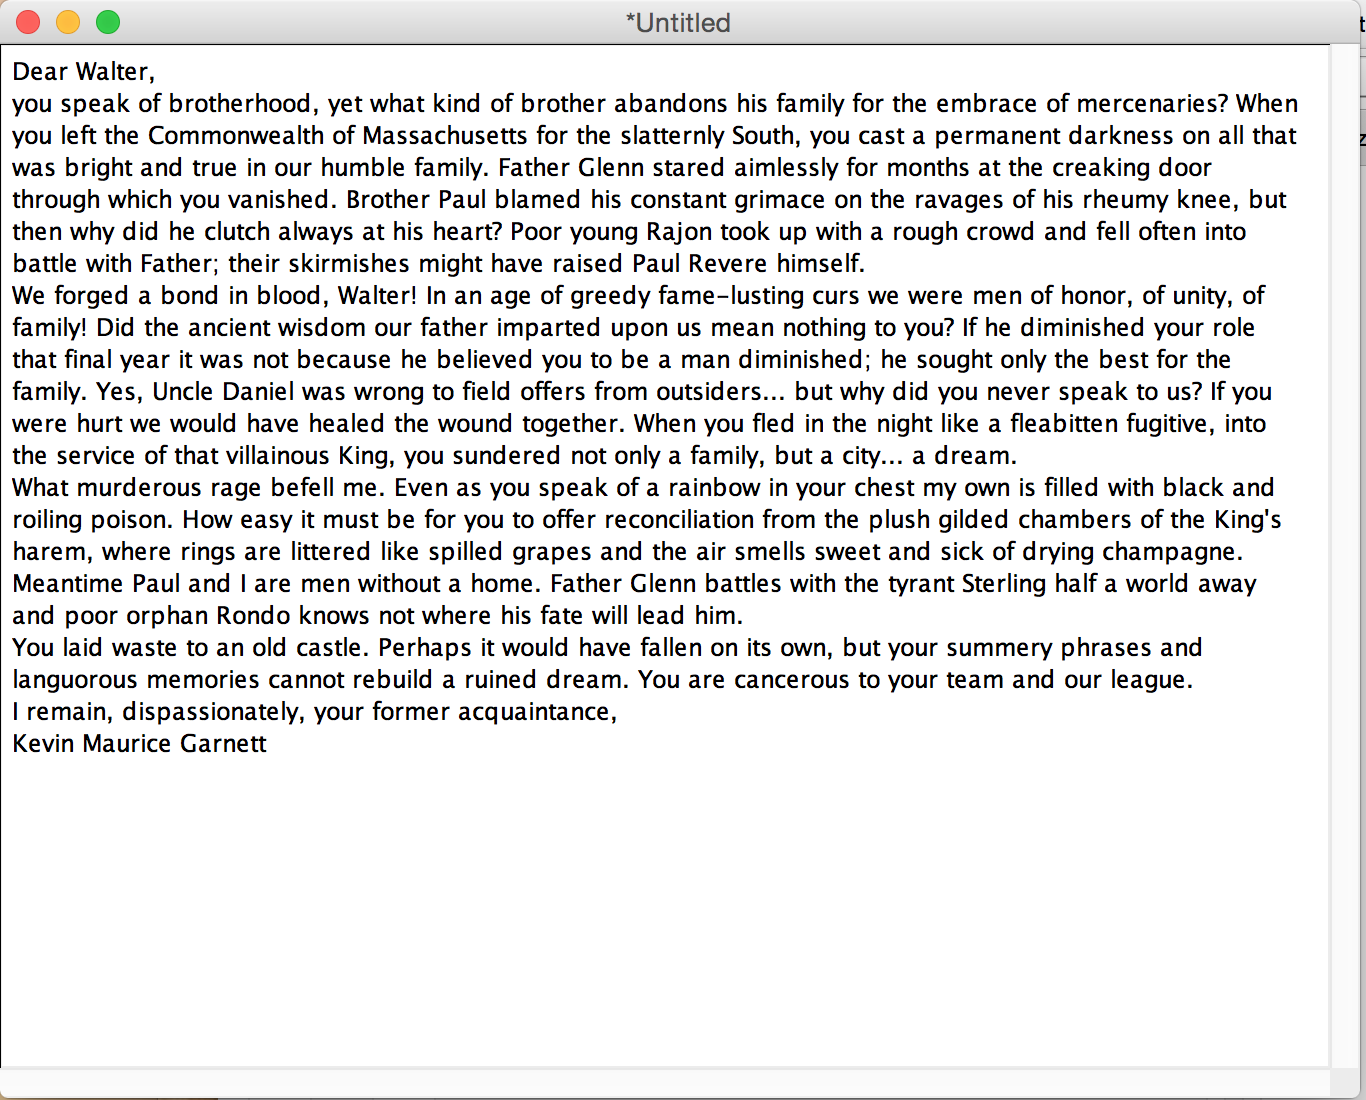 *Untitled
Dear Walter,
you speak of brotherhood, yet what kind of brother abandons his family for the embrace of mercenaries? When
you left the Commonwealth of Massachusetts for the slatternly South, you cast a permanent darkness on all that
was bright and true in our humble family. Father Glenn stared aimlessly for months at the creaking door
through which you vanished. Brother Paul blamed his constant grimace on the ravages of his rheumy knee, but
then why did he clutch always at his heart? Poor young Rajon took up with a rough crowd and fell often into
battle with Father; their skirmishes might have raised Paul Revere himself.
We forged a bond in blood, Walter! In an age of greedy fame-lusting curs we were men of honor, of unity, of
family! Did the ancient wisdom our father imparted upon us mean nothing to you? If he diminished your role
that final year it was not because he believed you to be a man diminished; he sought only the best for the
family. Yes, Uncle Daniel was wrong to field offers from outsiders... but why did you never speak to us? If you
were hurt we would have healed the wound together. When you fled in the night like a fleabitten fugitive, into
the service of that villainous King, you sundered not only a family, but a city... a dream.
What murderous rage befell me. Even as you speak of a rainbow in your chest my own is filled with black and
roiling poison. How easy it must be for you to offer reconciliation from the plush gilded chambers of the King's
harem, where rings are littered like spilled grapes and the air smells sweet and sick of drying champagne.
Meantime Paul and I are men without a home. Father Glenn battles with the tyrant Sterling half a world away
and poor orphan Rondo knows not where his fate will lead him.
You laid waste to an old castle. Perhaps it would have fallen on its own, but your summery phrases and
languorous memories cannot rebuild a ruined dream. You are cancerous to your team and our league.
I remain, dispassionately, your former acquaintance,
Kevin Maurice Garnett